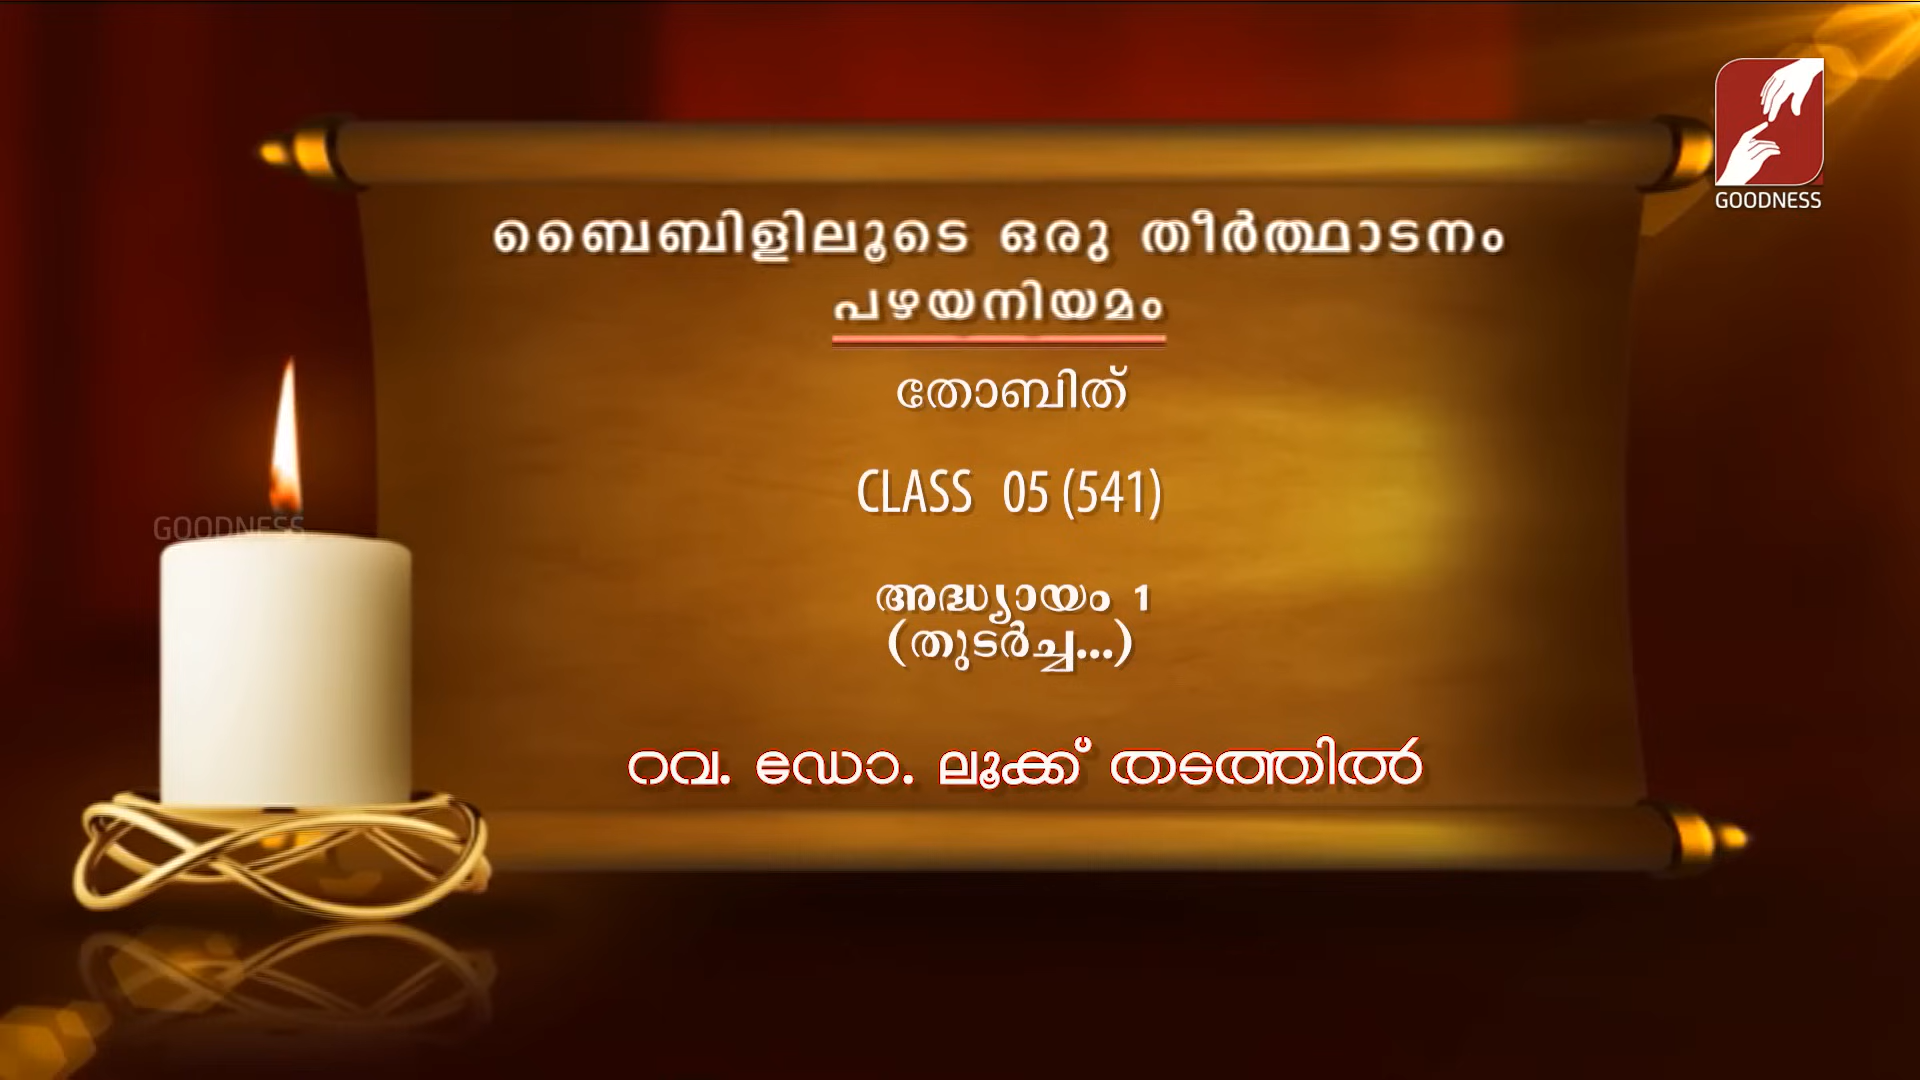 ബൈബിളിലൂടെ ഒരു തീർത്ഥാടനം
പഴയനിയമം
തോബിത്
CLASS 05 (541)
അദ്ധ്യായം 1
(തുടർച്ച...)
റവ. ഡോ. ലൂക്ക് തടത്തിൽ
GOODNESS
GOODNESS